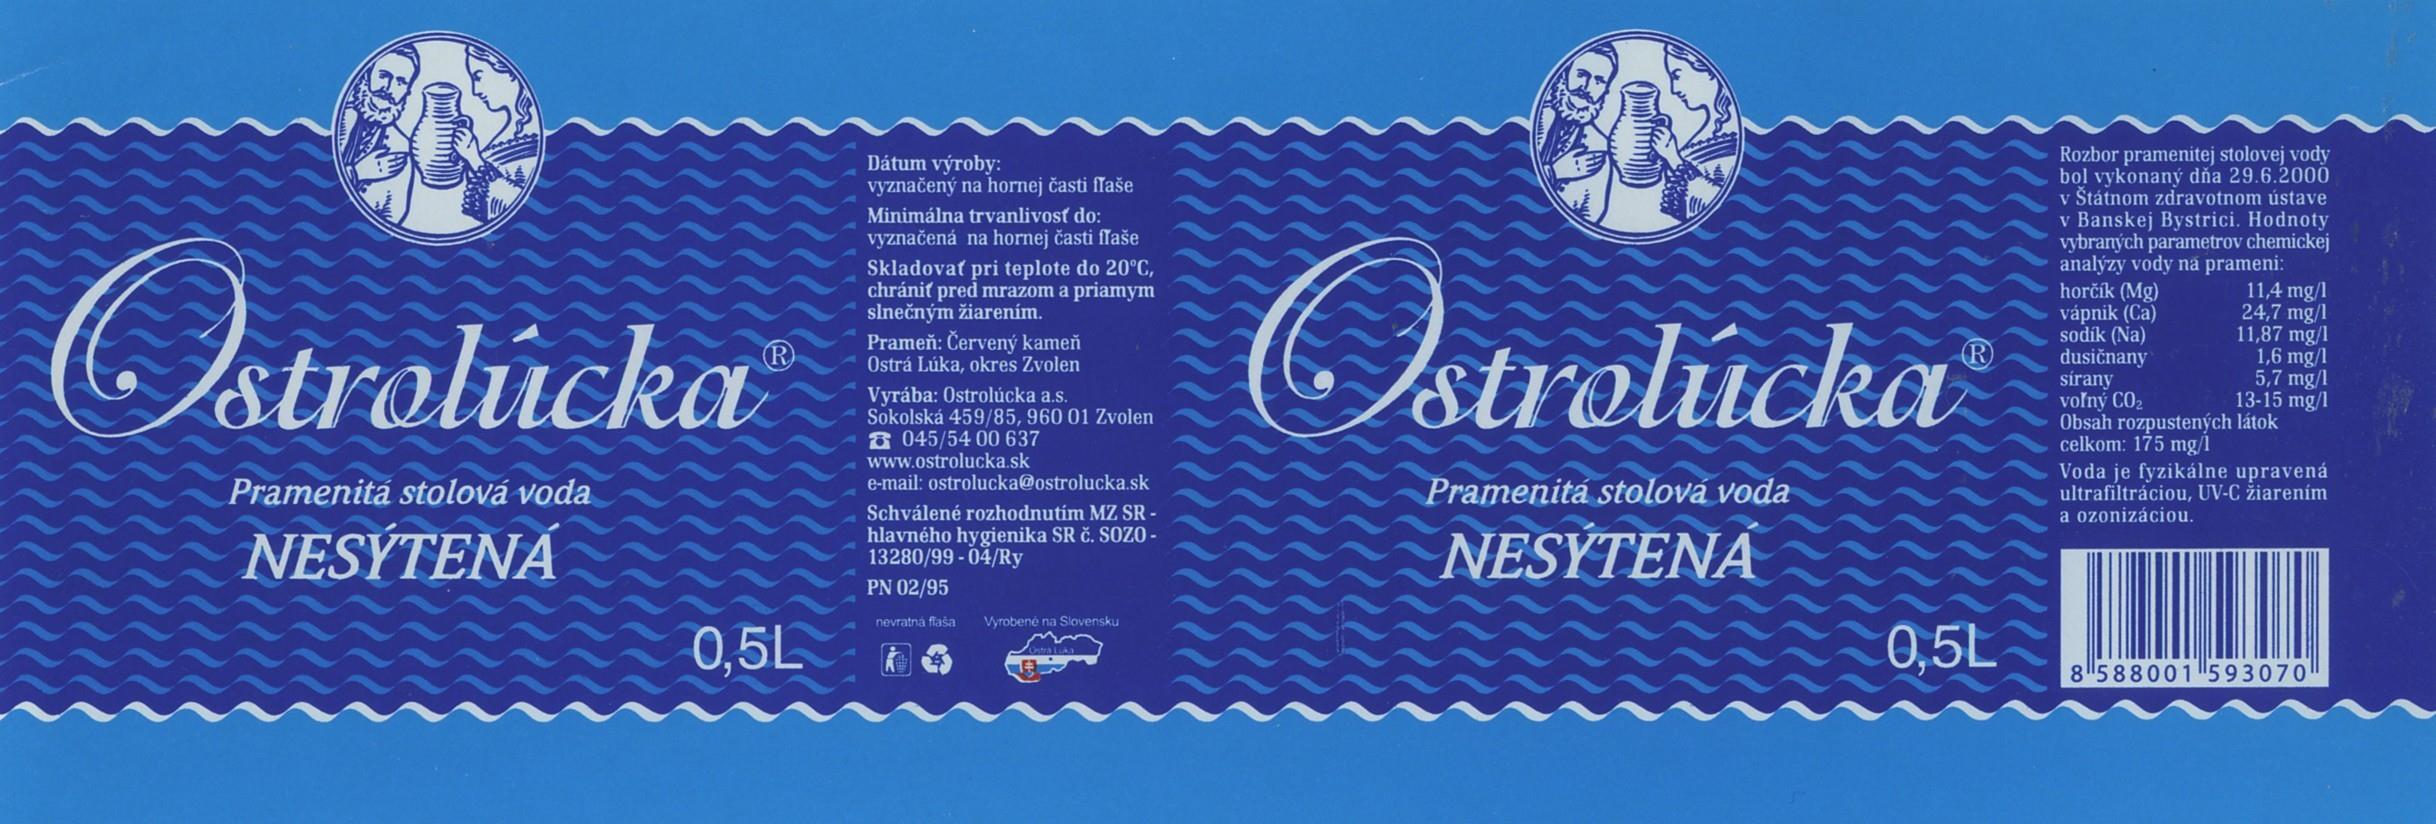 Ostrolúcka®
Pramenitá stolová voda
NESÝTENÁ
0,5L
Dátum výroby:
vyznačený na hornej časti fľaše
Minimálna trvanlivosť do:
vyznačená na hornej časti fľaše
Skladovať pri teplote do 20°C,
chrániť pred mrazom a priamym
slnečným žiarením.
Prameň: Červený kameň
Ostrá Lúka, okres Zvolen
Vyrába: Ostrolúcka a.s.
Sokolská 459/85, 960 01 Zvolen
☎ 045/54 00 637
www.ostrolucka.sk
e-mail: ostrolucka@ostrolucka.sk
Schválené rozhodnutím MZ SR -
hlavného hygienika SR č. SOZO -
13280/99 - 04/Ry
PN 02/95
nevratná fľaša Vyrobené na Slovensku
Ostrá Lúka
Ostrolúcka®
Pramenitá stolová voda
NESÝTENÁ
0,5L
Rozbor pramenitej stolovej vody
bol vykonaný dňa 29.6.2000
v Štátnom zdravotnom ústave
v Banskej Bystrici. Hodnoty
vybraných parametrov chemickej
analýzy vody na prameni:
horčík (Mg) 11,4 mg/l
vápnik (Ca) 24,7 mg/l
sodík (Na) 11,87 mg/l
dusičnany 1,6 mg/l
sírany 5,7 mg/l
voľný CO₂ 13-15 mg/l
Obsah rozpustených látok
celkom: 175 mg/l
Voda je fyzikálne upravená
ultrafiltráciou, UV-C žiarením
a ozonizáciou.
8 588001 593070